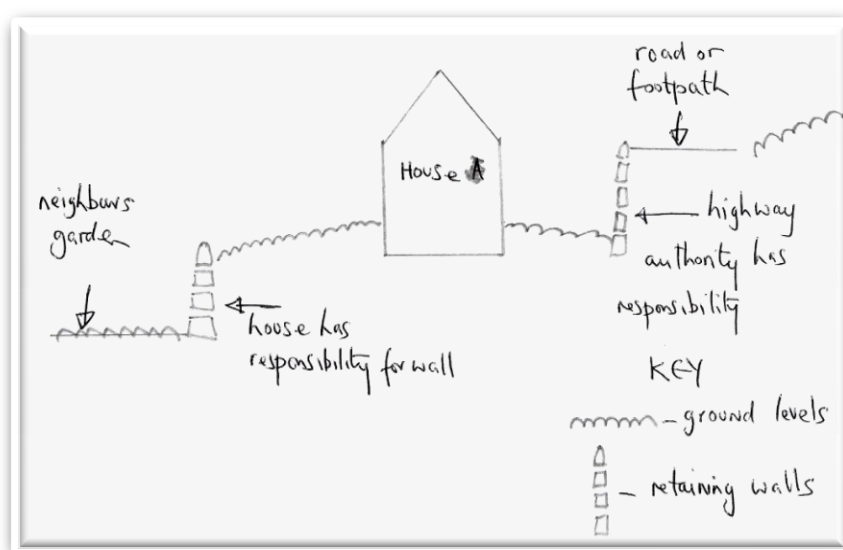 road or
footpath
House A
neighbours
garden
highway
authority has
responsibility
house has
responsibility for wall
KEY
- ground levels
- retaining walls